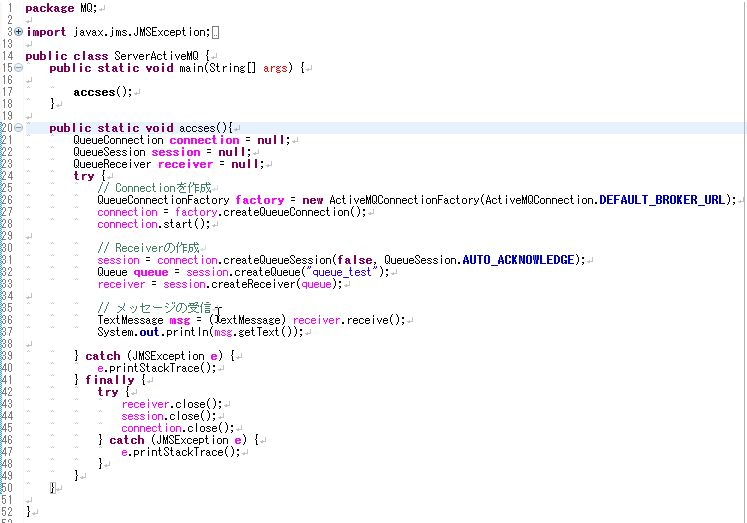 1 package MQ;
2
3 import javax.jms.JMSException;
13
14 public class ServerActiveMQ {
15 public static void main(String[] args) {
16
17 accses();
18 }
19
20 public static void accses(){
21 QueueConnection connection = null;
22 QueueSession session = null;
23 QueueReceiver receiver = null;
24 try {
25 // Connectionを作成
26 QueueConnectionFactory factory = new ActiveMQConnectionFactory(ActiveMQConnection.DEFAULT_BROKER_URL);
27 connection = factory.createQueueConnection();
28 connection.start();
29
30 // Receiverの作成
31 session = connection.createQueueSession(false, QueueSession.AUTO_ACKNOWLEDGE);
32 Queue queue = session.createQueue("queue_test");
33 receiver = session.createReceiver(queue);
34
35 // メッセージの受信
36 TextMessage msg = (TextMessage) receiver.receive();
37 System.out.println(msg.getText());
38
39 } catch (JMSException e) {
40 e.printStackTrace();
41 } finally {
42 try {
43 receiver.close();
44 session.close();
45 connection.close();
46 } catch (JMSException e) {
47 e.printStackTrace();
48 }
49 }
50 }
51
52 }